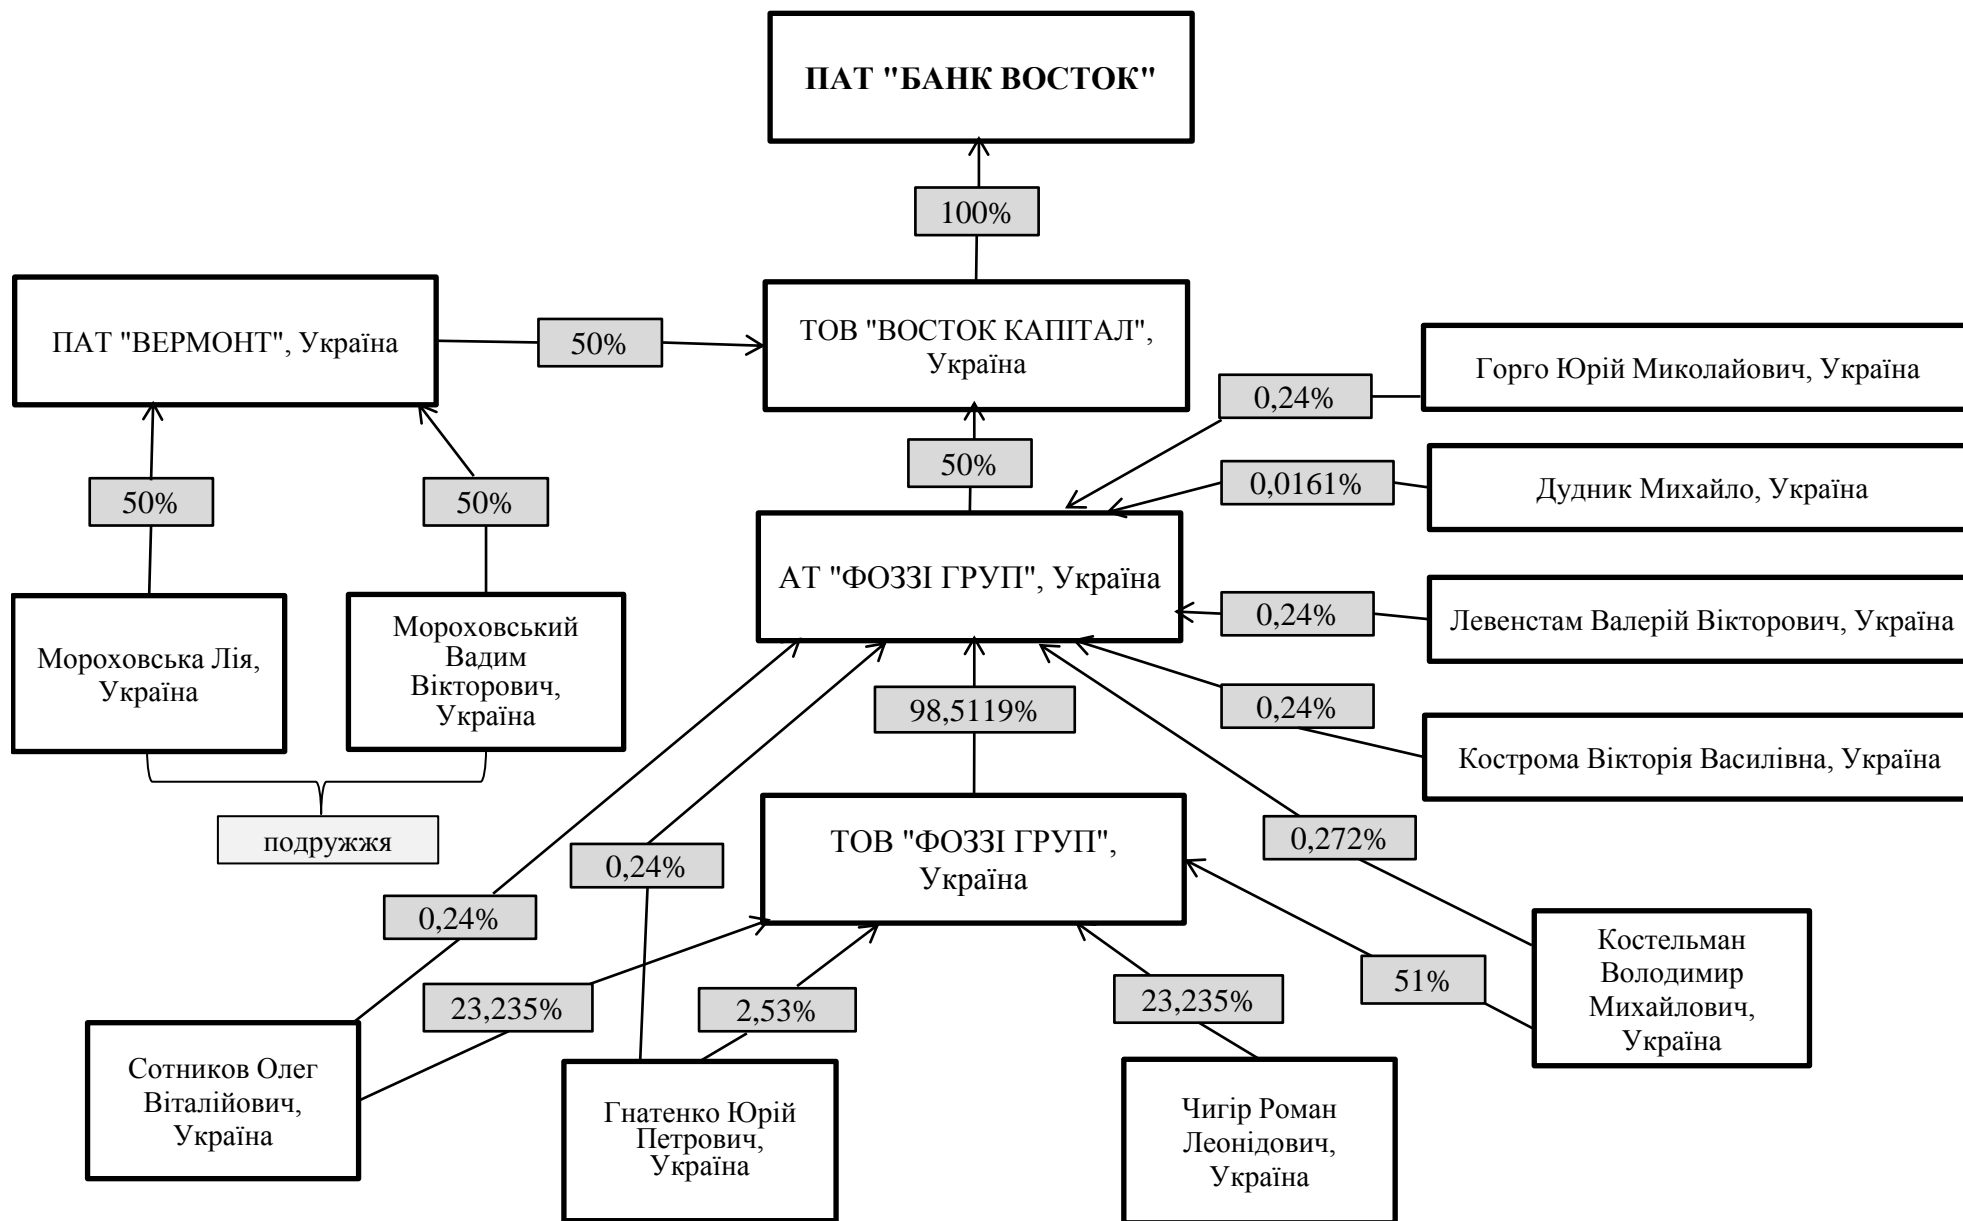 ПАТ "БАНК ВОСТОК"
100%
ПАТ "ВЕРМОНТ", Україна
50%
ТОВ "ВОСТОК КАПІТАЛ",
Україна
Горго Юрій Миколайович, Україна
0,24%
50%
50%
50%
0,0161%
Дудник Михайло, Україна
АТ "ФОЗЗІ ГРУП", Україна
0,24%
Левенстам Валерій Вікторович, Україна
Мороховська Лія,
Україна
Мороховський
Вадим
Вікторович,
Україна
98,5119%
0,24%
Кострома Вікторія Василівна, Україна
подружжя
ТОВ "ФОЗЗІ ГРУП",
Україна
0,272%
0,24%
0,24%
23,235%
2,53%
23,235%
51%
Костельман
Володимир
Михайлович,
Україна
Сотников Олег
Віталійович,
Україна
Гнатенко Юрій
Петрович,
Україна
Чигір Роман
Леонідович,
Україна